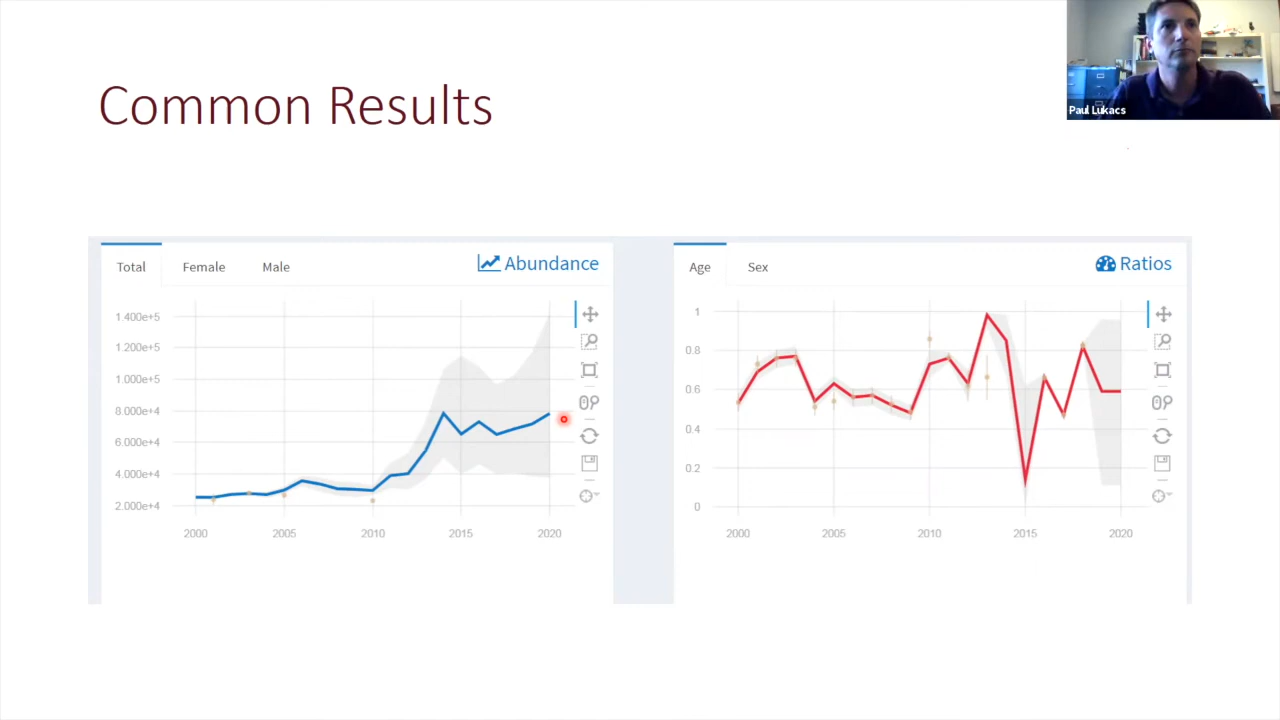 Paul Lukacs
Common Results
Total Female Male Abundance
1.400e+5
1.200e+5
1.000e+5
8.000e+4
6.000e+4
4.000e+4
2.000e+4
2000 2005 2010 2015 2020
Age Sex Ratios
1
0.8
0.6
0.4
0.2
0
2000 2005 2010 2015 2020